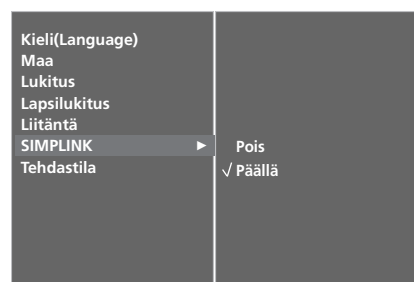 Kieli(Language)
Maa
Lukitus
Lapsilukitus
Liitäntä
SIMPLINK ►
Tehdastila
Pois
√ Päällä